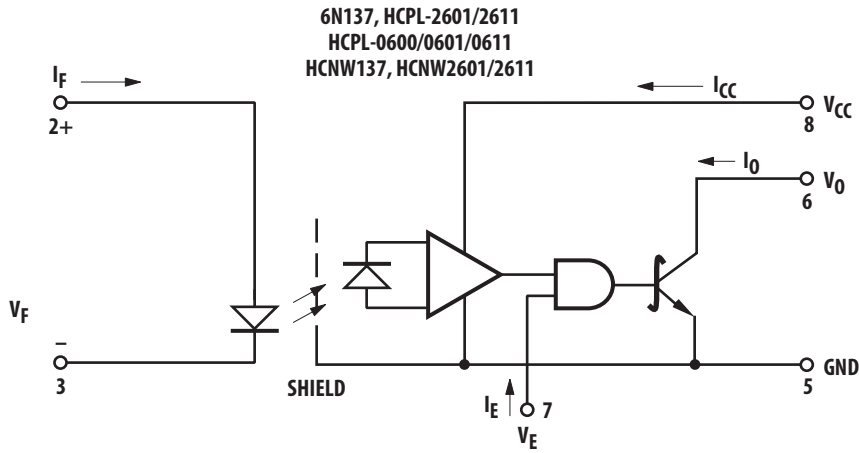 6N137, HCPL-2601/2611
HCPL-0600/0601/0611
HCNW137, HCNW2601/2611
IF
ICC
2+
8
VCC
IO
6
VO
VF
–
3
SHIELD
IE
7
VE
5
GND